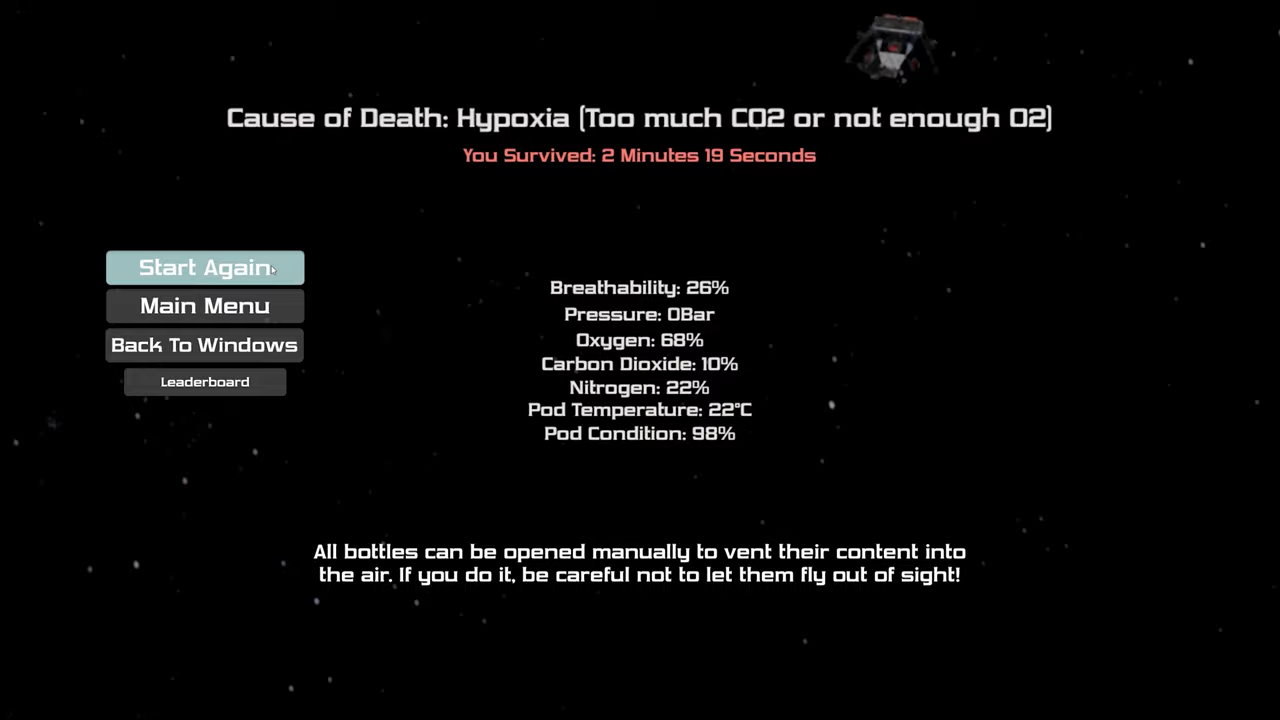 Cause of Death: Hypoxia (Too much CO2 or not enough O2)
You Survived: 2 Minutes 19 Seconds
Start Again
Main Menu
Back To Windows
Leaderboard
Breathability: 26%
Pressure: 0Bar
Oxygen: 68%
Carbon Dioxide: 10%
Nitrogen: 22%
Pod Temperature: 22°C
Pod Condition: 98%
All bottles can be opened manually to vent their content into
the air. If you do it, be careful not to let them fly out of sight!